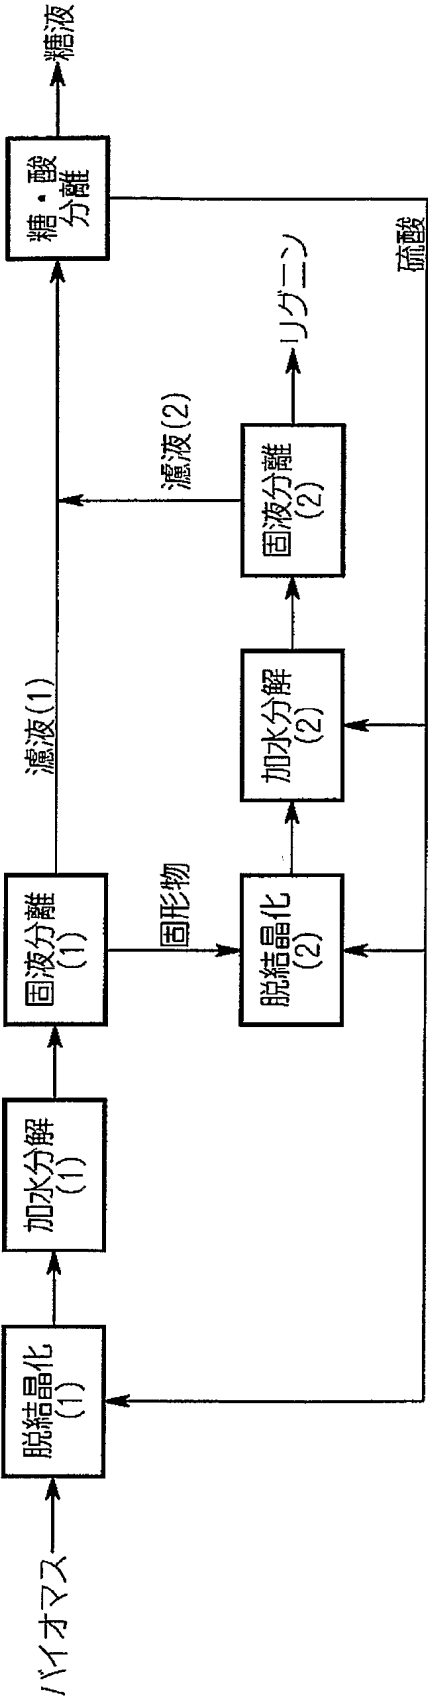 バイオマス
脱結晶化
(1)
加水分解
(1)
固液分離
(1)
濾液(1)
糖・酸
分離
糖液
固形物
脱結晶化
(2)
加水分解
(2)
固液分離
(2)
濾液(2)
リグニン
硫酸